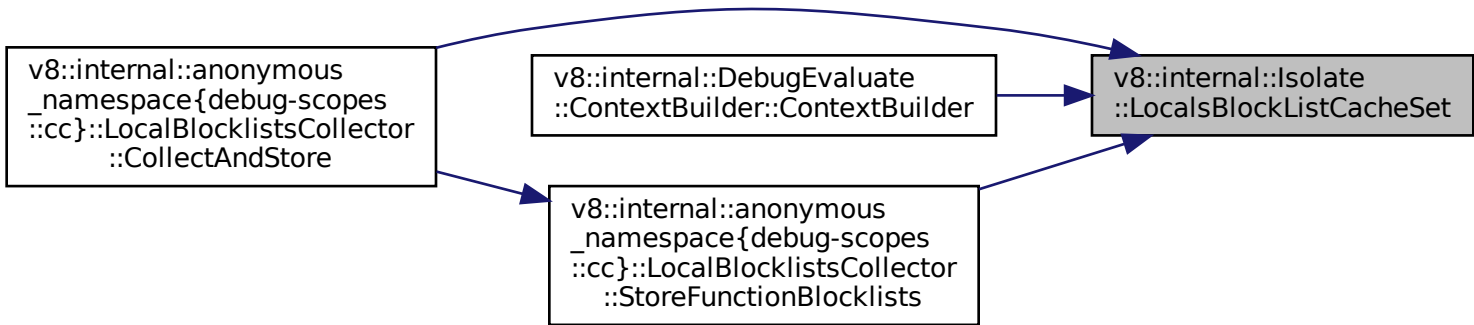 v8::internal::anonymous
_namespace{debug-scopes
::cc}::LocalBlocklistsCollector
::CollectAndStore
v8::internal::DebugEvaluate
::ContextBuilder::ContextBuilder
v8::internal::Isolate
::LocalsBlockListCacheSet
v8::internal::anonymous
_namespace{debug-scopes
::cc}::LocalBlocklistsCollector
::StoreFunctionBlocklists